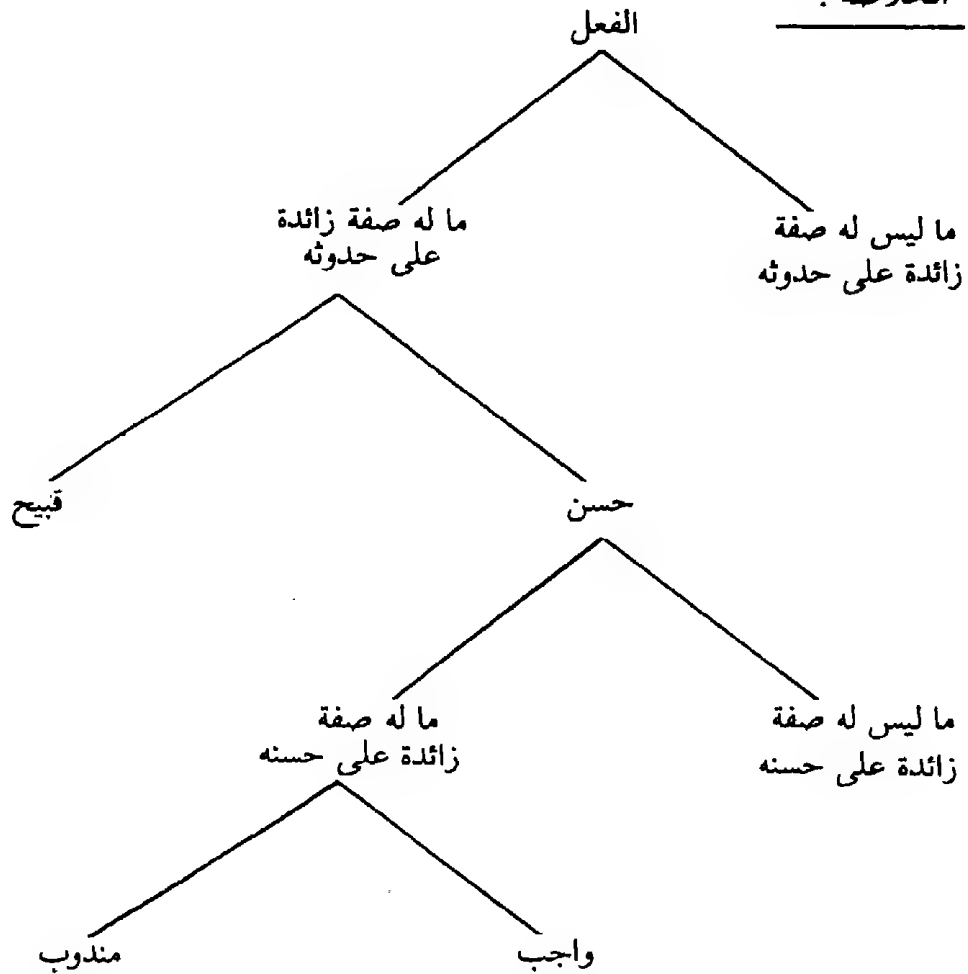 الفعل
ما ليس له صفة
زائدة على حدوثه
ما له صفة زائدة
على حدوثه
حسن
قبيح
ما ليس له صفة
زائدة على حسنه
ما له صفة
زائدة على حسنه
واجب
مندوب